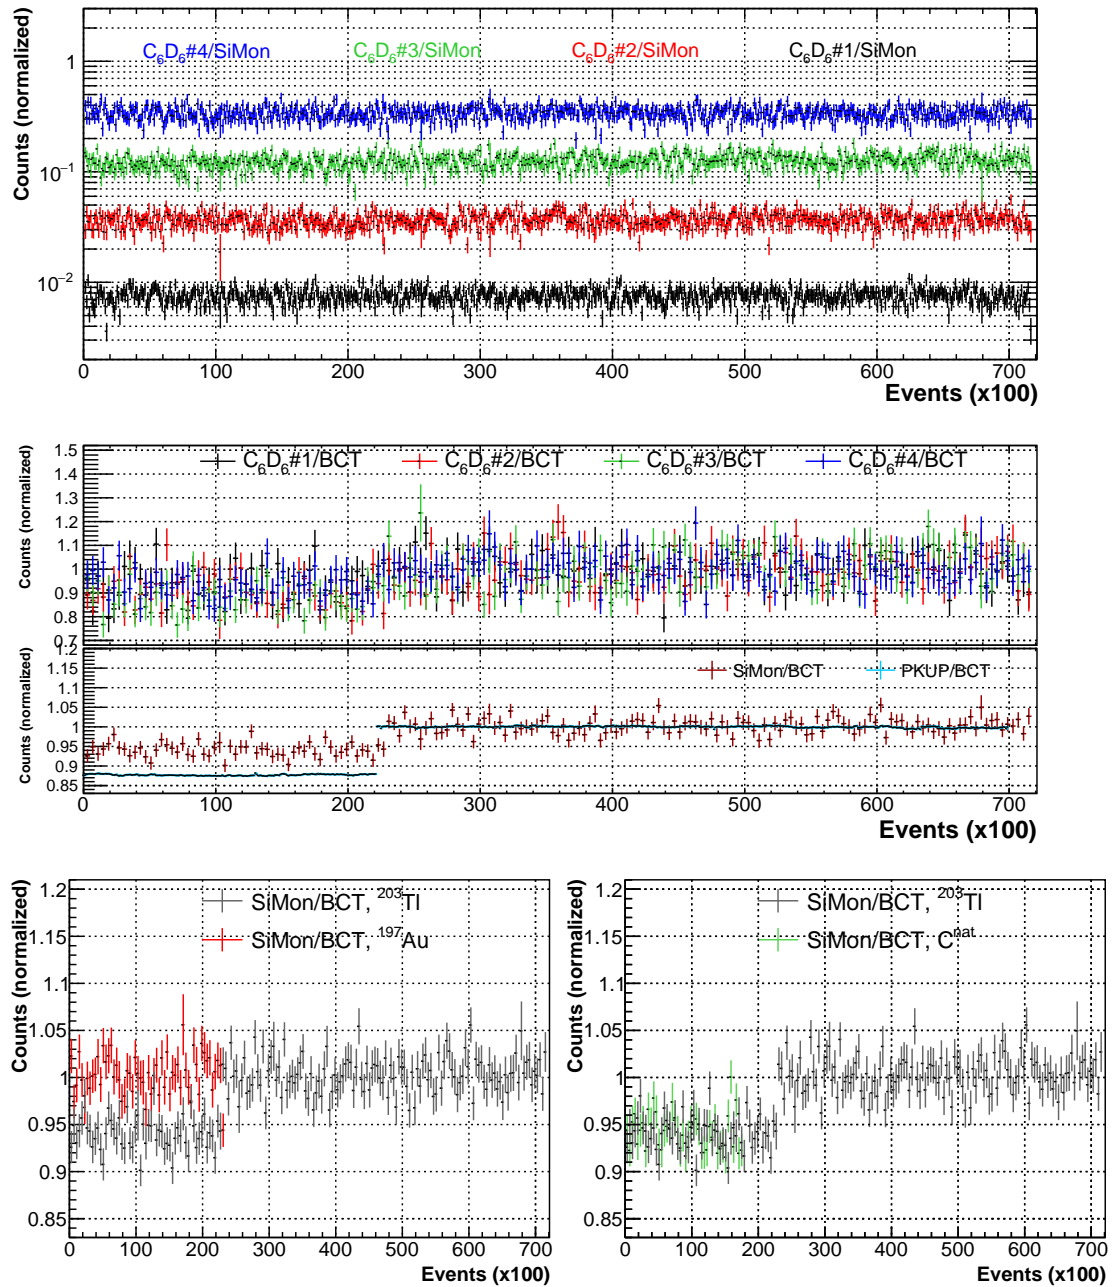 C6D6#4/SiMon C6D6#3/SiMon C6D6#2/SiMon C6D6#1/SiMon
Counts (normalized)
1
10−1
10−2
0 100 200 300 400 500 600 700
Events (x100)
C6D6#1/BCT C6D6#2/BCT C6D6#3/BCT C6D6#4/BCT
Counts (normalized)
1.5
1.4
1.3
1.2
1.1
1
0.9
0.8
0.7
SiMon/BCT PKUP/BCT
Counts (normalized)
1.2
1.15
1.1
1.05
1
0.95
0.9
0.85
0 100 200 300 400 500 600 700
Events (x100)
Counts (normalized)
SiMon/BCT, 203Tl
SiMon/BCT, 197Au
1.2
1.15
1.1
1.05
1
0.95
0.9
0.85
0 100 200 300 400 500 600 700
Events (x100)
Counts (normalized)
SiMon/BCT, 203Tl
SiMon/BCT, Cnat
1.2
1.15
1.1
1.05
1
0.95
0.9
0.85
0 100 200 300 400 500 600 700
Events (x100)